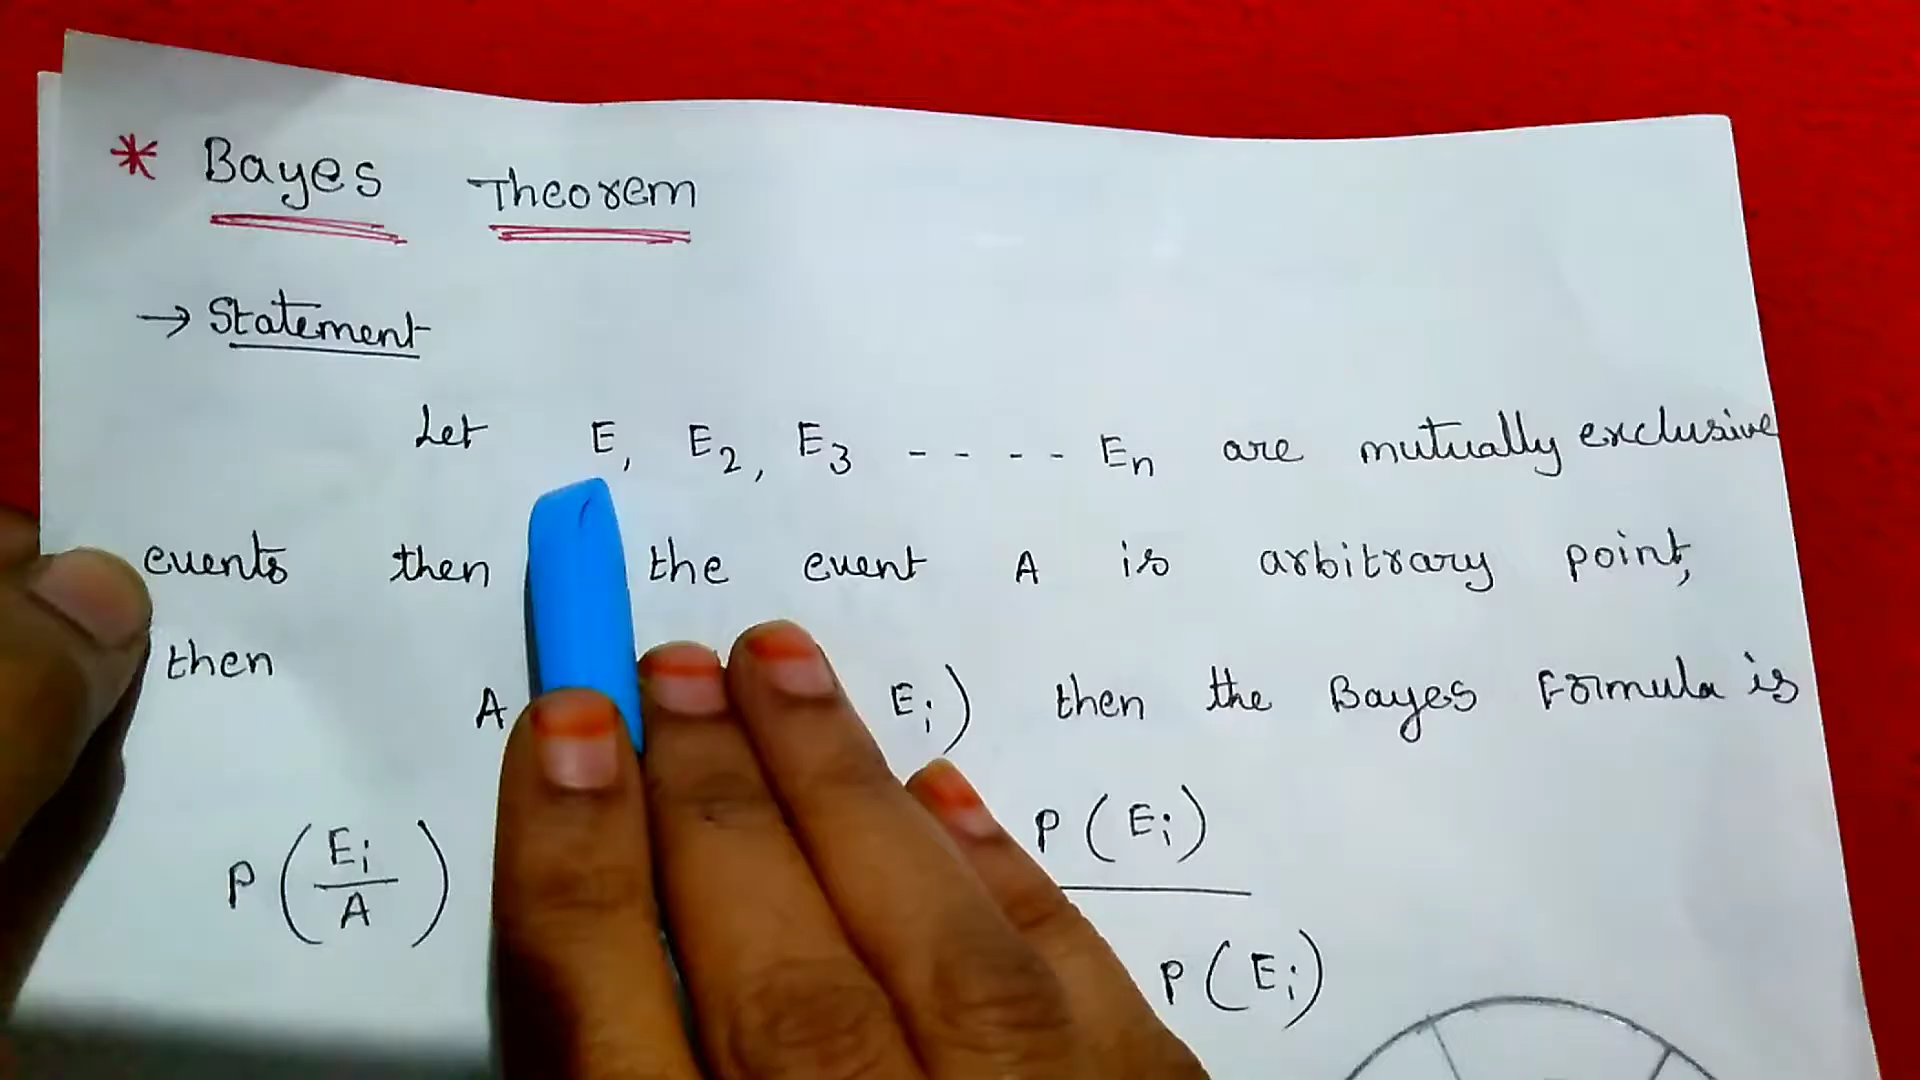 * Bayes Theorem
→ Statement
Let E, E2, E3 - - - - En are mutually exclusive
events then the event A is arbitrary point,
then
A Ei) then the Bayes Formula is
P(Ei/A) P(Ei)
P(Ei)